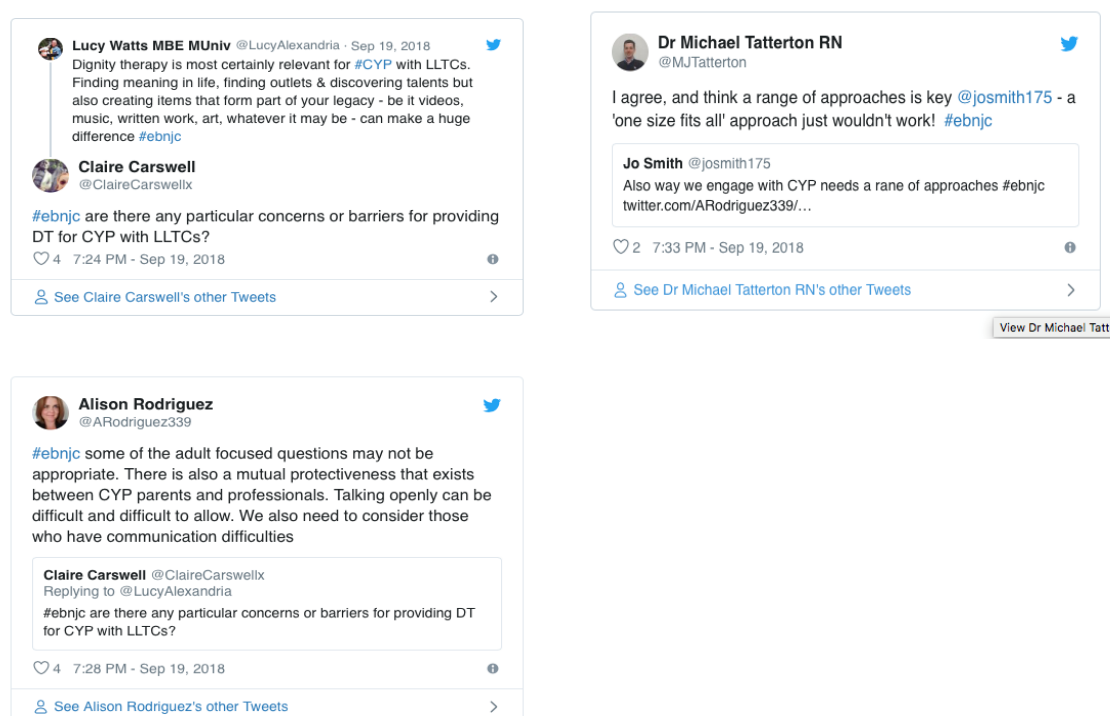 Lucy Watts MBE MUniv @LucyAlexandria · Sep 19, 2018
Dignity therapy is most certainly relevant for #CYP with LLTCs.
Finding meaning in life, finding outlets & discovering talents but
also creating items that form part of your legacy - be it videos,
music, written work, art, whatever it may be - can make a huge
difference #ebnjc
Claire Carswell
@ClaireCarswellx
#ebnjc are there any particular concerns or barriers for providing
DT for CYP with LLTCs?
4 7:24 PM - Sep 19, 2018
See Claire Carswell's other Tweets
Dr Michael Tatterton RN
@MJTatterton
I agree, and think a range of approaches is key @josmith175 - a
'one size fits all' approach just wouldn't work! #ebnjc
Jo Smith @josmith175
Also way we engage with CYP needs a rane of approaches #ebnjc
twitter.com/ARodriguez339/…
2 7:33 PM - Sep 19, 2018
See Dr Michael Tatterton RN's other Tweets
View Dr Michael Tatt
Alison Rodriguez
@ARodriguez339
#ebnjc some of the adult focused questions may not be
appropriate. There is also a mutual protectiveness that exists
between CYP parents and professionals. Talking openly can be
difficult and difficult to allow. We also need to consider those
who have communication difficulties
Claire Carswell @ClaireCarswellx
Replying to @LucyAlexandria
#ebnjc are there any particular concerns or barriers for providing DT
for CYP with LLTCs?
4 7:28 PM - Sep 19, 2018
See Alison Rodriguez's other Tweets